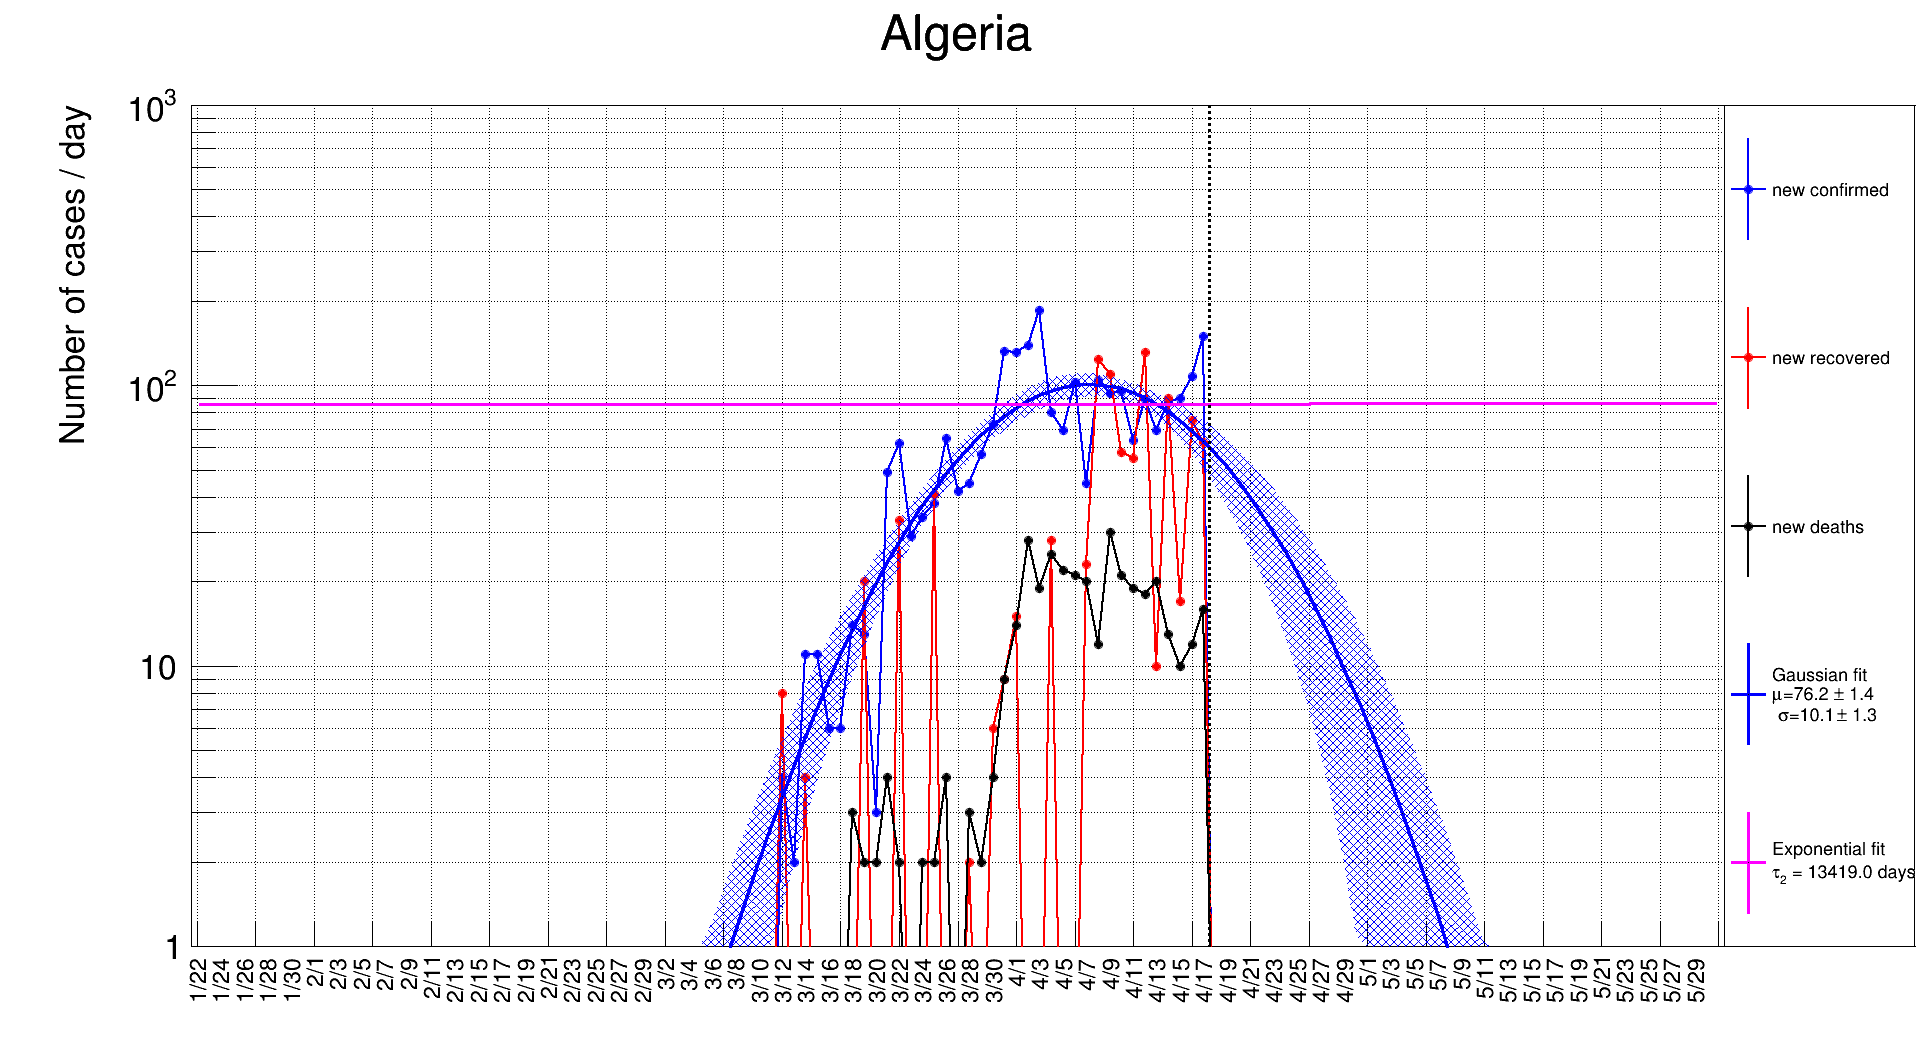 Algeria
Number of cases / day
10³
10²
10
1
1/22 1/24 1/26 1/28 1/30 2/1 2/3 2/5 2/7 2/9 2/11 2/13 2/15 2/17 2/19 2/21 2/23 2/25 2/27 2/29 3/2 3/4 3/6 3/8 3/10 3/12 3/14 3/16 3/18 3/20 3/22 3/24 3/26 3/28 3/30 4/1 4/3 4/5 4/7 4/9 4/11 4/13 4/15 4/17 4/19 4/21 4/23 4/25 4/27 4/29 5/1 5/3 5/5 5/7 5/9 5/11 5/13 5/15 5/17 5/19 5/21 5/23 5/25 5/27 5/29
new confirmed
new recovered
new deaths
Gaussian fit
μ=76.2 ± 1.4
σ=10.1 ± 1.3
Exponential fit
τ₂ = 13419.0 days